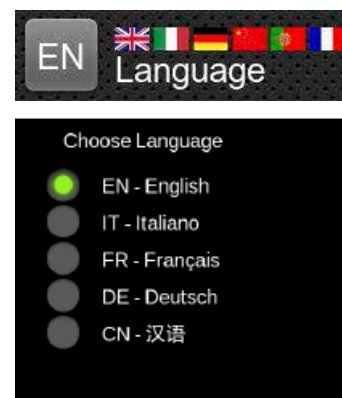 EN
Language
Choose Language
EN - English
IT - Italiano
FR - Français
DE - Deutsch
CN - 汉语